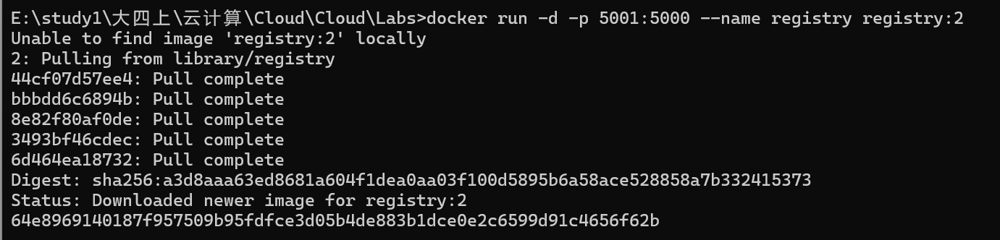 E:\study1\大四上\云计算\Cloud\Cloud\Labs>docker run -d -p 5001:5000 --name registry registry:2
Unable to find image 'registry:2' locally
2: Pulling from library/registry
44cf07d57ee4: Pull complete
bbbdd6c6894b: Pull complete
8e82f80af0de: Pull complete
3493bf46cdec: Pull complete
6d464ea18732: Pull complete
Digest: sha256:a3d8aaa63ed8681a604f1dea0aa03f100d5895b6a58ace528858a7b332415373
Status: Downloaded newer image for registry:2
64e8969140187f957509b95fdfce3d05b4de883b1dce0e2c6599d91c4656f62b